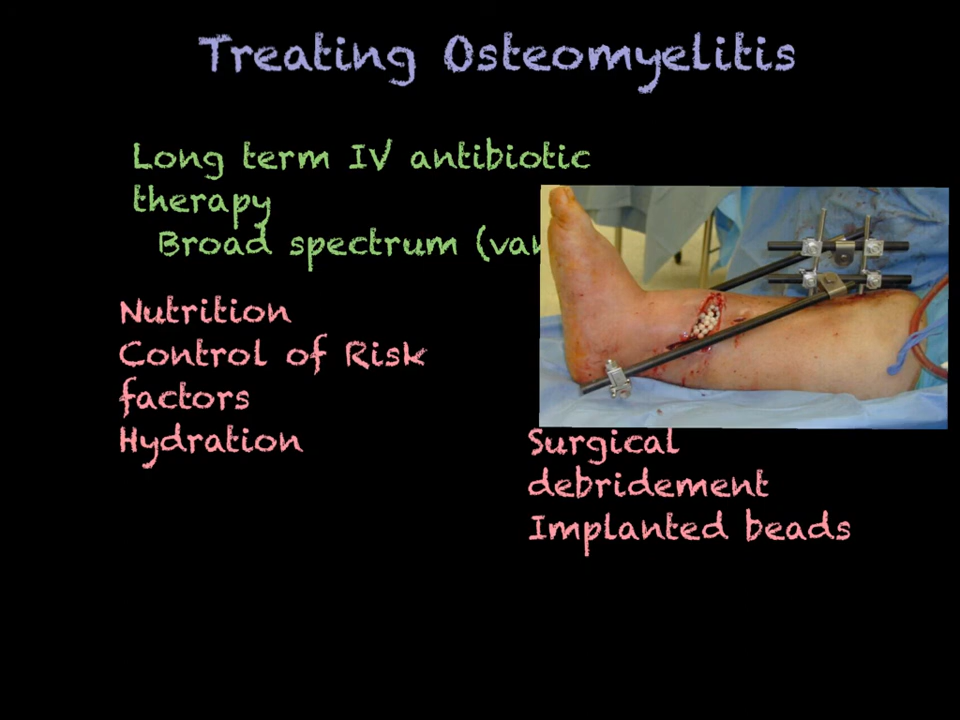 Treating Osteomyelitis
Long term IV antibiotic
therapy
Broad spectrum
Nutrition
Control of Risk
factors
Hydration
Surgical
debridement
Implanted beads